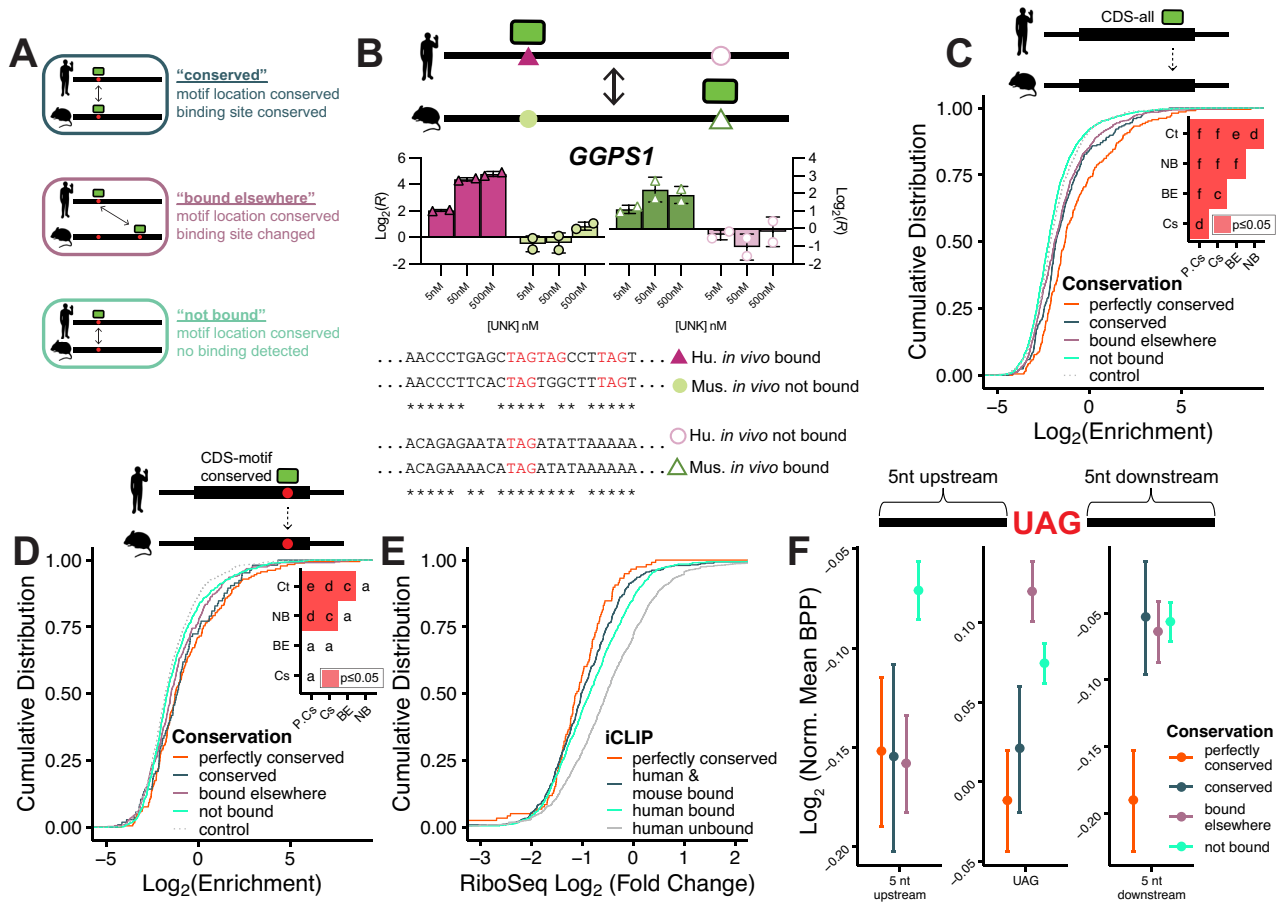 A
"conserved"
motif location conserved
binding site conserved
"bound elsewhere"
motif location conserved
binding site changed
"not bound"
motif location conserved
no binding detected
B
GGPS1
Log2(R)
6
4
2
0
-2
4
3
2
1
0
-1
-2
Log2(R)
5nM
50nM
500nM
5nM
50nM
500nM
5nM
50nM
500nM
5nM
50nM
500nM
[UNK] nM
[UNK] nM
...AACCCTGAGCTAGTAGCCTTAGT...
Hu. in vivo bound
...AACCCTTCACTAGTGGCTTTAGT...
Mus. in vivo not bound
****** ***** ** *****
...ACAGAGAATATAGATATTAAAAA...
Hu. in vivo not bound
...ACAGAAAACATAGATATAAAAAA...
Mus. in vivo bound
***** ** ******** *****
C
CDS-all
Cumulative Distribution
1.00
0.75
0.50
0.25
0.00
-5
0
5
Log2(Enrichment)
Ct f f e d
NB f f f
BE f c
Cs d
p≤0.05
P.Cs
Cs
BE
NB
Conservation
perfectly conserved
conserved
bound elsewhere
not bound
control
D
CDS-motif
conserved
Cumulative Distribution
1.00
0.75
0.50
0.25
0.00
-5
0
5
Log2(Enrichment)
Ct e d c a
NB d c a
BE a a
Cs a
p≤0.05
P.Cs
Cs
BE
NB
Conservation
perfectly conserved
conserved
bound elsewhere
not bound
control
E
Cumulative Distribution
1.00
0.75
0.50
0.25
0.00
-3
-2
-1
0
1
2
RiboSeq Log2 (Fold Change)
iCLIP
perfectly conserved
human &
mouse bound
human bound
human unbound
F
5nt upstream
UAG
5nt downstream
Log2 (Norm. Mean BPP)
-0.05
-0.10
-0.15
-0.20
5 nt
upstream
0.10
0.05
0.00
-0.05
UAG
-0.05
-0.10
-0.15
-0.20
5 nt
downstream
Conservation
perfectly
conserved
conserved
bound
elsewhere
not bound